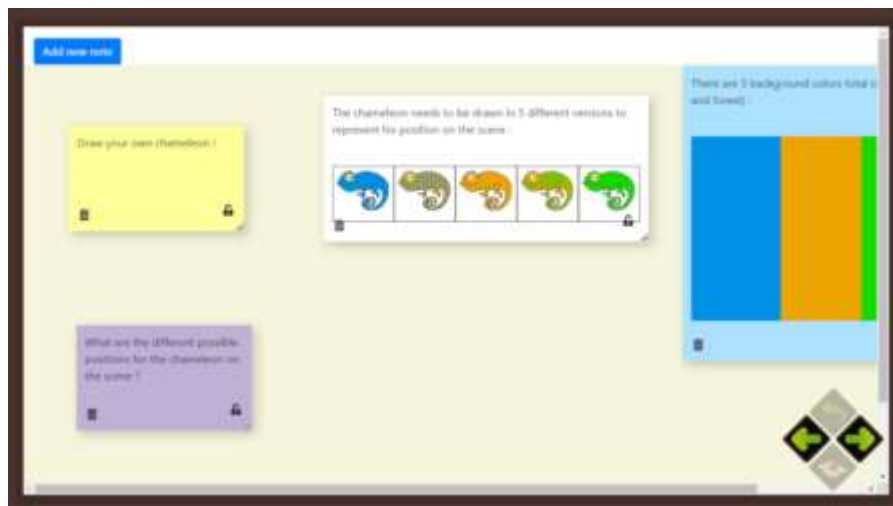 Add new note
Draw your own chameleon !
The chameleon needs to be drawn in 5 different versions to
represent his position on the scene :
There are 3 background colors total
and forest) :
What are the different possible
positions for the chameleon on
the scene ?